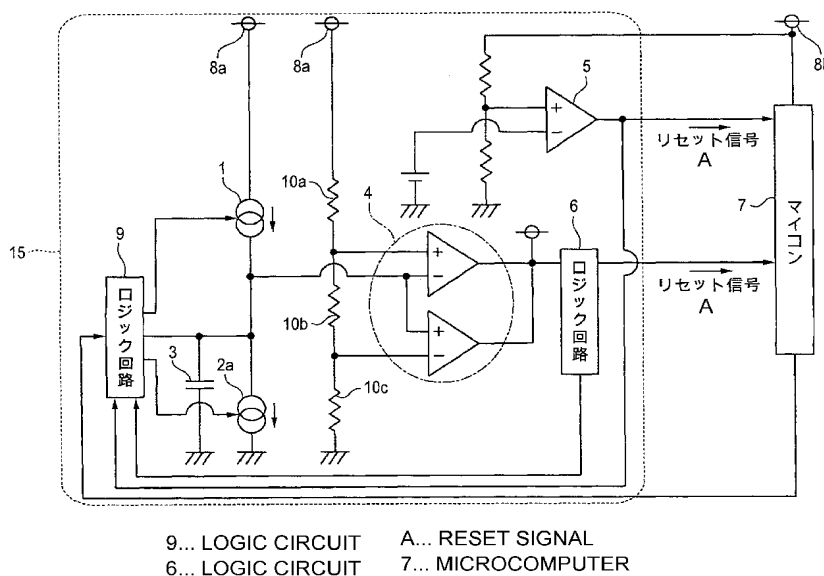 8a
8a
8
5
1
10a
4
6
リセット信号
A
7
マイコン
15
9
ロジック回路
10b
ロジック回路
リセット信号
A
3
2a
10c
9... LOGIC CIRCUIT
A... RESET SIGNAL
6... LOGIC CIRCUIT
7... MICROCOMPUTER